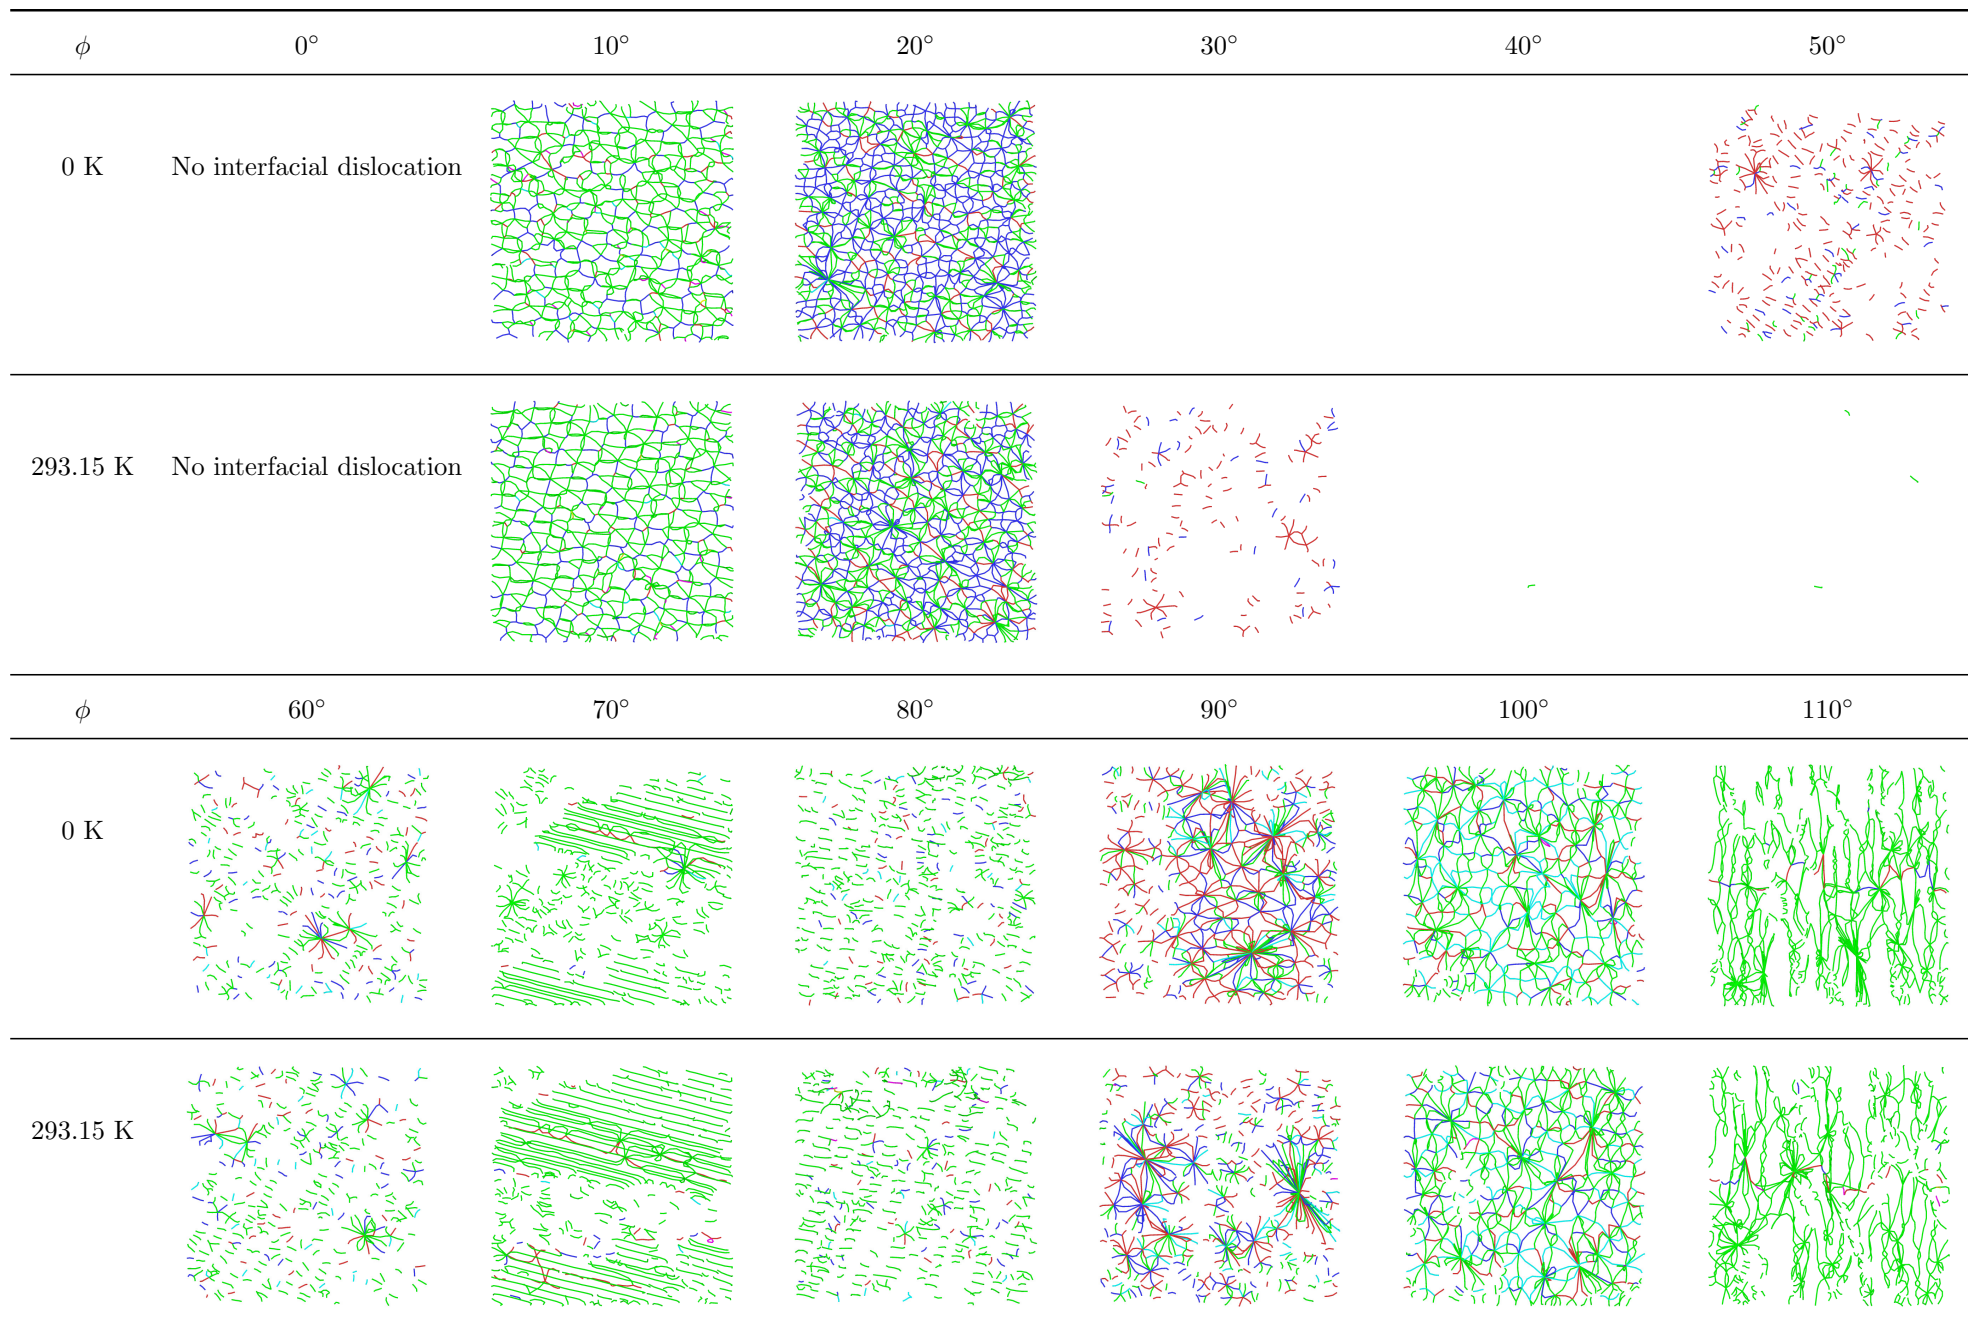 ϕ 0° 10° 20° 30° 40° 50°
0 K No interfacial dislocation
293.15 K No interfacial dislocation
ϕ 60° 70° 80° 90° 100° 110°
0 K
293.15 K